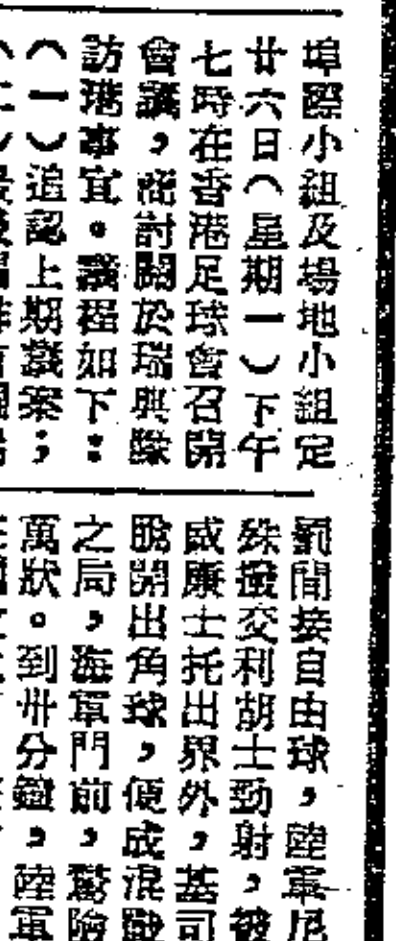 埠際小組及場地小組定
廿六日（星期一）下午
七時在香港足球會召開
會議，商討關於瑞典隊
訪港事宜。議程如下：
（一）追認上期議案；
罰間接自由球，陸軍尼
殊撥交利胡士勁射，被
威廉士托出界外，基司
脫開出角球，便成混戰
之局，海軍門前，驚險
萬狀。到卅分鐘，陸軍